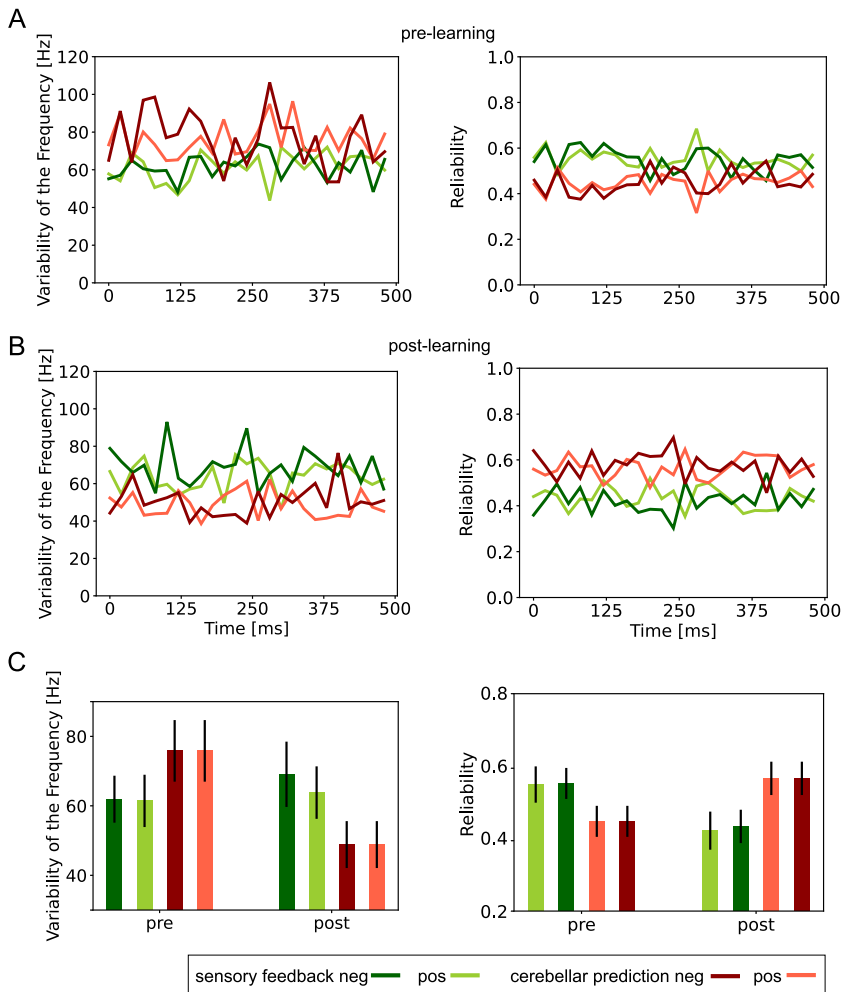 A
pre-learning
Variability of the Frequency [Hz]
120
100
80
60
40
20
0
0 125 250 375 500
Reliability
1.0
0.8
0.6
0.4
0.2
0.0
0 125 250 375 500
B
post-learning
Variability of the Frequency [Hz]
120
100
80
60
40
20
0
0 125 250 375 500
Time [ms]
Reliability
1.0
0.8
0.6
0.4
0.2
0.0
0 125 250 375 500
Time [ms]
C
Variability of the Frequency [Hz]
80
60
40
pre post
Reliability
0.8
0.6
0.4
0.2
pre post
sensory feedback neg pos cerebellar prediction neg pos